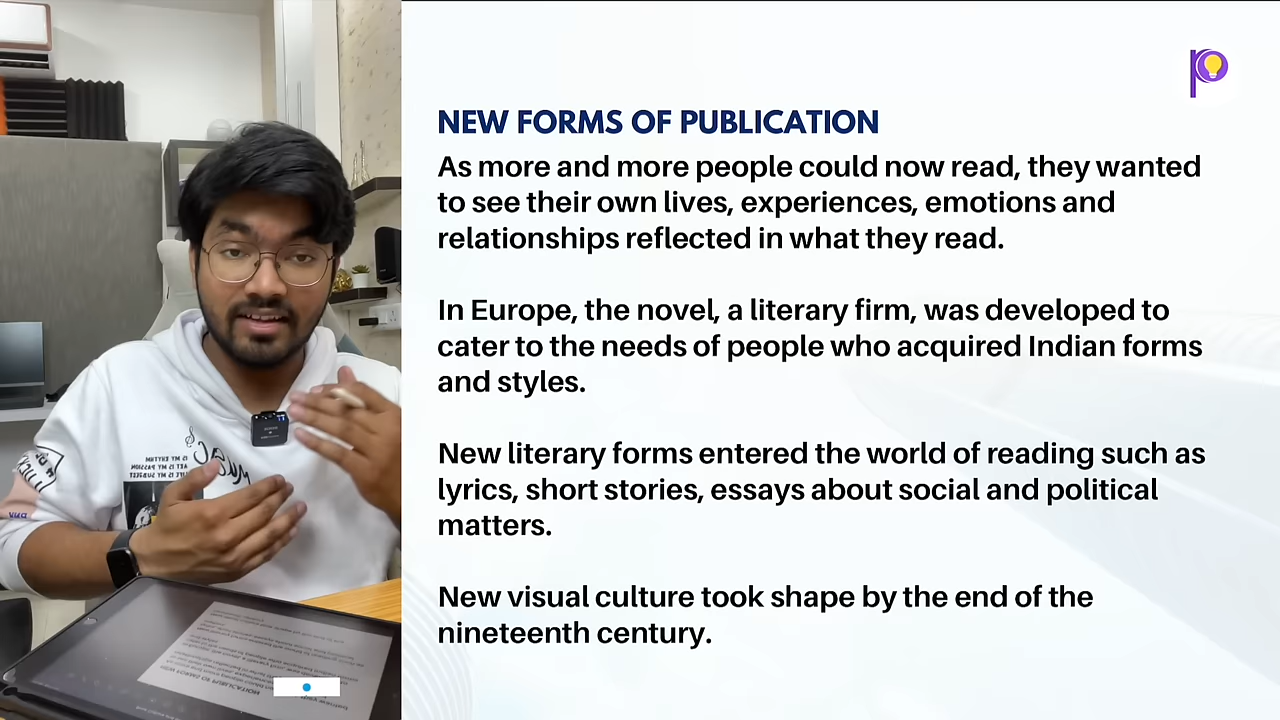 NEW FORMS OF PUBLICATION
As more and more people could now read, they wanted
to see their own lives, experiences, emotions and
relationships reflected in what they read.
In Europe, the novel, a literary firm, was developed to
cater to the needs of people who acquired Indian forms
and styles.
New literary forms entered the world of reading such as
lyrics, short stories, essays about social and political
matters.
New visual culture took shape by the end of the
nineteenth century.